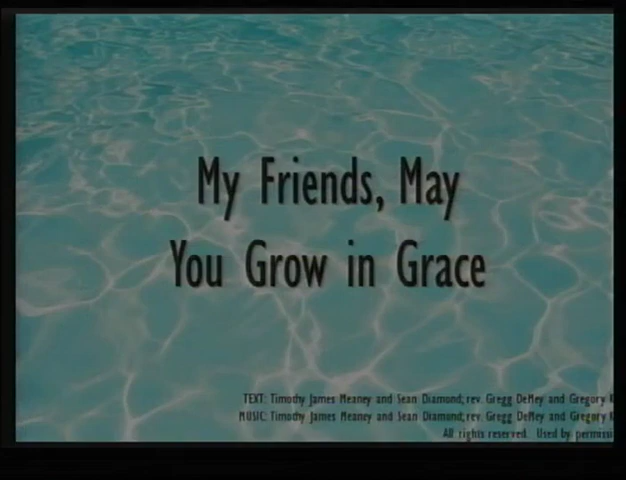 My Friends, May
You Grow in Grace
TEXT: Timothy James Meaney and Sean Diamond; rev. Gregg DeMey and Gregory
MUSIC: Timothy James Meaney and Sean Diamond; rev. Gregg DeMey and Gregory
All rights reserved. Used by